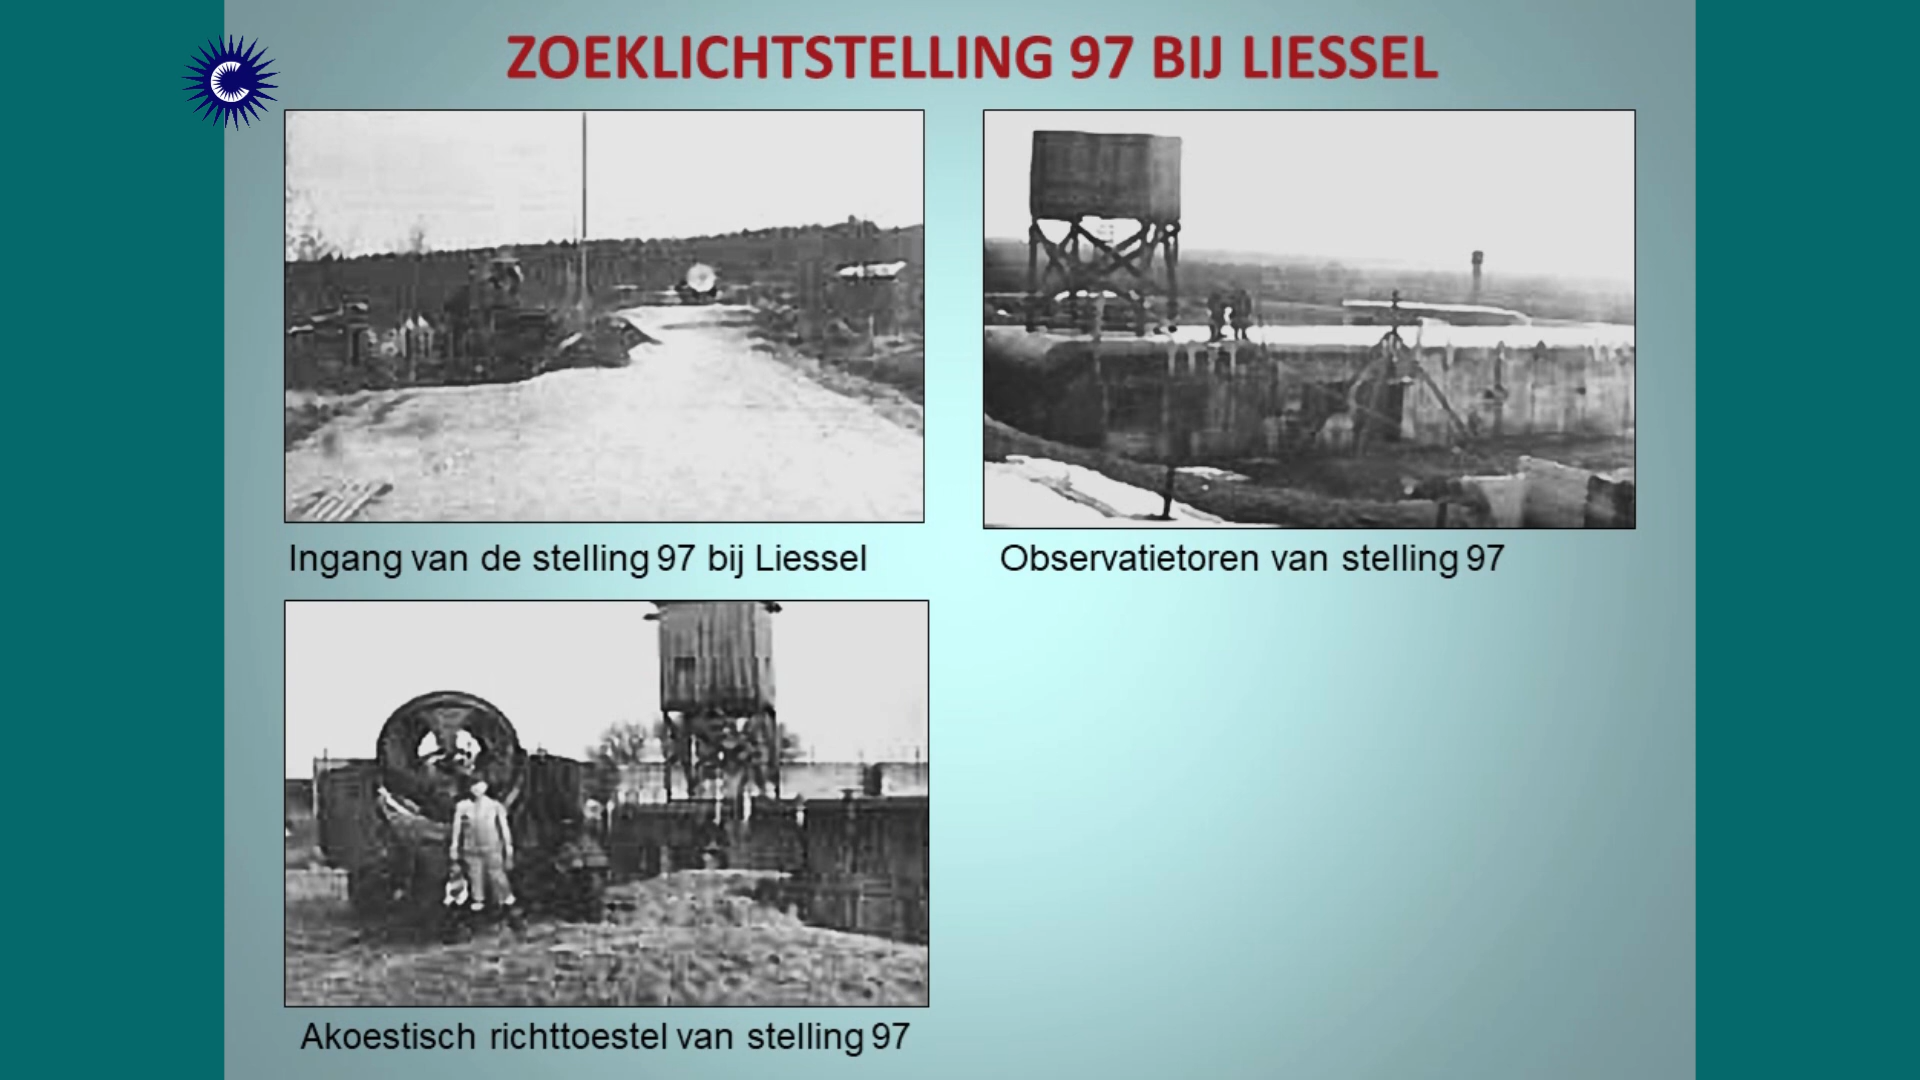 ZOEKLICHTSTELLING 97 BIJ LIESSEL
Ingang van de stelling 97 bij Liessel
Observatietoren van stelling 97
Akoestisch richttoestel van stelling 97